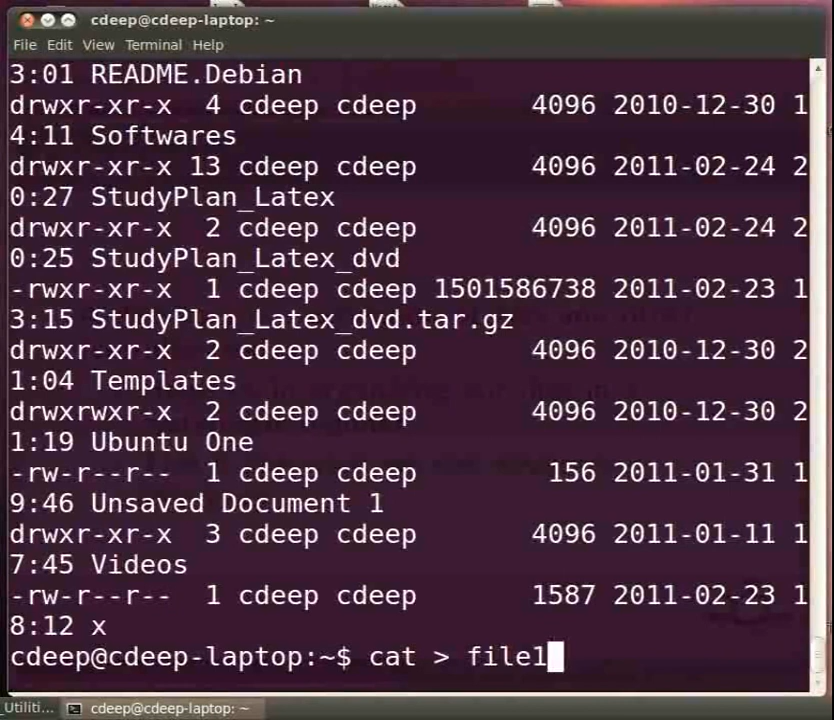 cdeep@cdeep-laptop: ~
File Edit View Terminal Help
3:01 README.Debian
drwxr-xr-x  4 cdeep cdeep       4096 2010-12-30 1
4:11 Softwares
drwxr-xr-x 13 cdeep cdeep       4096 2011-02-24 2
0:27 StudyPlan_Latex
drwxr-xr-x  2 cdeep cdeep       4096 2011-02-24 2
0:25 StudyPlan_Latex_dvd
-rwxr-xr-x  1 cdeep cdeep 1501586738 2011-02-23 1
3:15 StudyPlan_Latex_dvd.tar.gz
drwxr-xr-x  2 cdeep cdeep       4096 2010-12-30 2
1:04 Templates
drwxrwxr-x  2 cdeep cdeep       4096 2010-12-30 2
1:19 Ubuntu One
-rw-r--r--  1 cdeep cdeep        156 2011-01-31 1
9:46 Unsaved Document 1
drwxr-xr-x  3 cdeep cdeep       4096 2011-01-11 1
7:45 Videos
-rw-r--r--  1 cdeep cdeep       1587 2011-02-23 1
8:12 x
cdeep@cdeep-laptop:~$ cat > file1
_Utiliti... cdeep@cdeep-laptop: ~